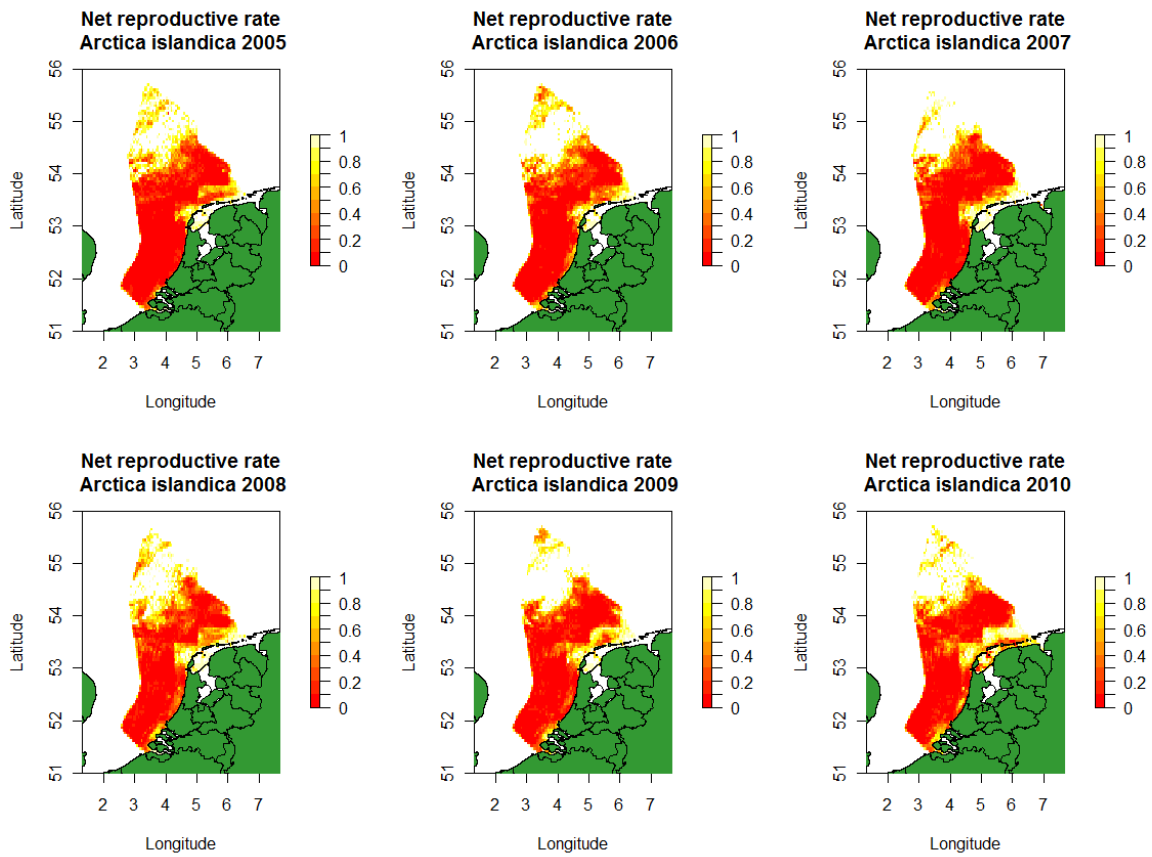 Net reproductive rate
Arctica islandica 2005
Latitude
56
55
54
53
52
51
1
0.8
0.6
0.4
0.2
0
2 3 4 5 6 7
Longitude
Net reproductive rate
Arctica islandica 2006
Latitude
56
55
54
53
52
51
1
0.8
0.6
0.4
0.2
0
2 3 4 5 6 7
Longitude
Net reproductive rate
Arctica islandica 2007
Latitude
56
55
54
53
52
51
1
0.8
0.6
0.4
0.2
0
2 3 4 5 6 7
Longitude
Net reproductive rate
Arctica islandica 2008
Latitude
56
55
54
53
52
51
1
0.8
0.6
0.4
0.2
0
2 3 4 5 6 7
Longitude
Net reproductive rate
Arctica islandica 2009
Latitude
56
55
54
53
52
51
1
0.8
0.6
0.4
0.2
0
2 3 4 5 6 7
Longitude
Net reproductive rate
Arctica islandica 2010
Latitude
56
55
54
53
52
51
1
0.8
0.6
0.4
0.2
0
2 3 4 5 6 7
Longitude